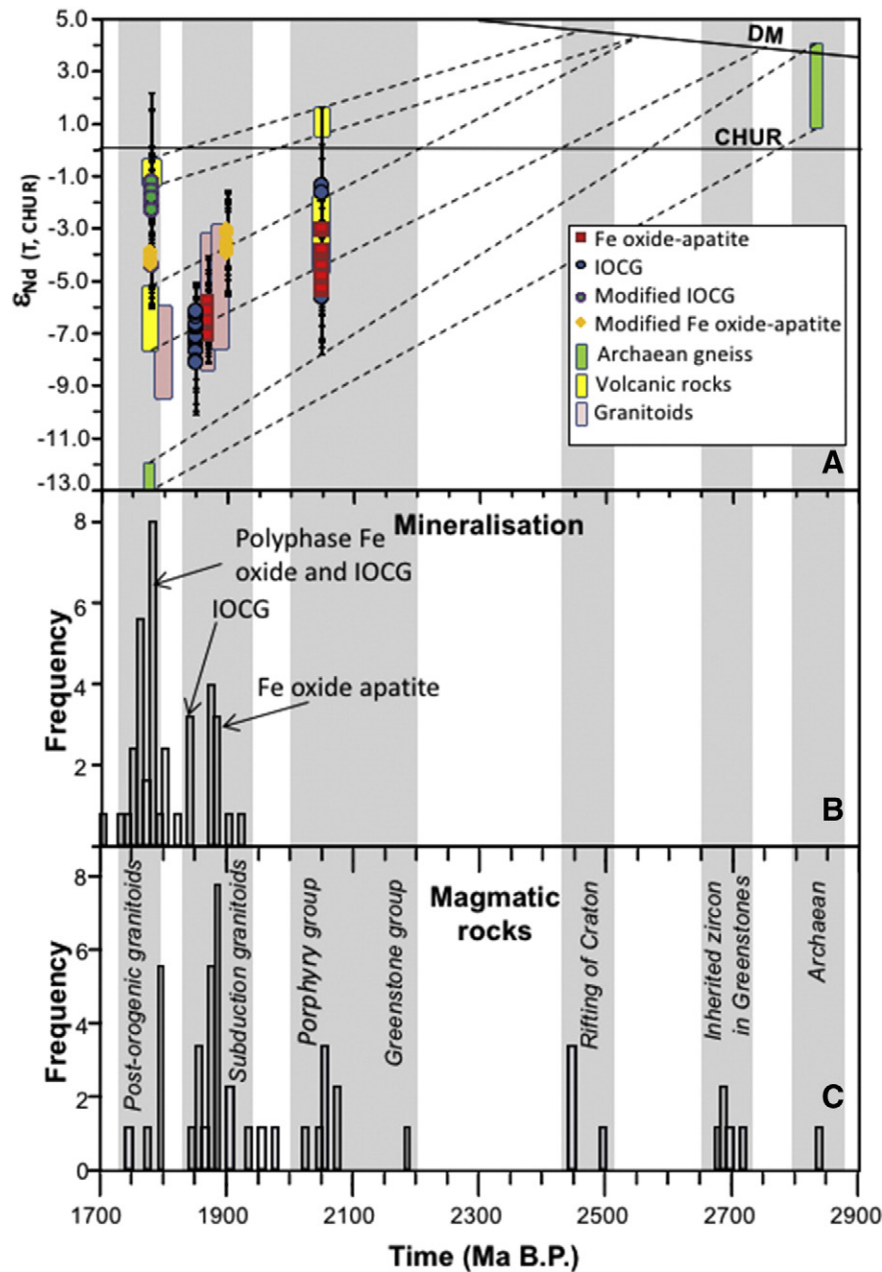 5.0
3.0
1.0
-1.0
-3.0
-5.0
-7.0
-9.0
-11.0
-13.0
εNd (T, CHUR)
DM
CHUR
Fe oxide-apatite
IOCG
Modified IOCG
Modified Fe oxide-apatite
Archaean gneiss
Volcanic rocks
Granitoids
A
8
6
4
2
Frequency
Mineralisation
Polyphase Fe
oxide and IOCG
IOCG
Fe oxide apatite
B
8
6
4
2
0
Frequency
Magmatic
rocks
Post-orogenic granitoids
Subduction granitoids
Porphyry group
Greenstone group
Rifting of Craton
Inherited zircon
in Greenstones
Archaean
C
1700 1900 2100 2300 2500 2700 2900
Time (Ma B.P.)